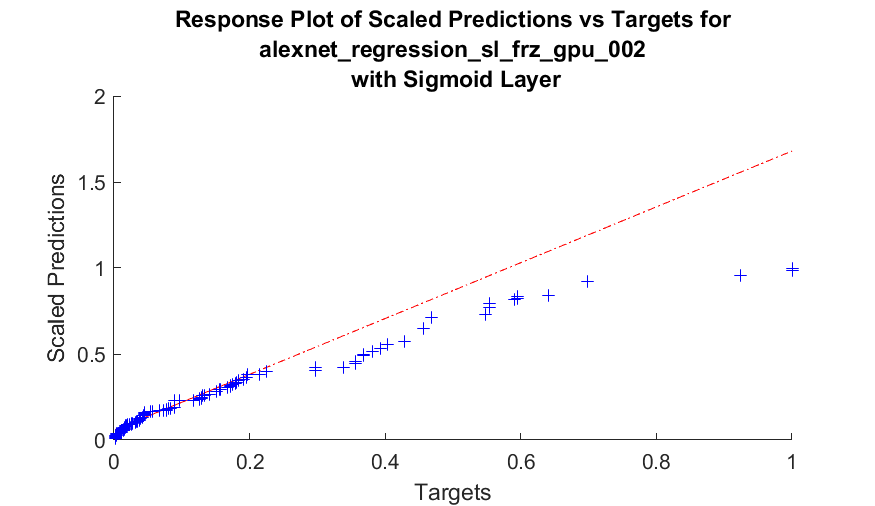 Response Plot of Scaled Predictions vs Targets for
alexnet_regression_sl_frz_gpu_002
with Sigmoid Layer
2
1.5
1
0.5
0
Scaled Predictions
0 0.2 0.4 0.6 0.8 1
Targets